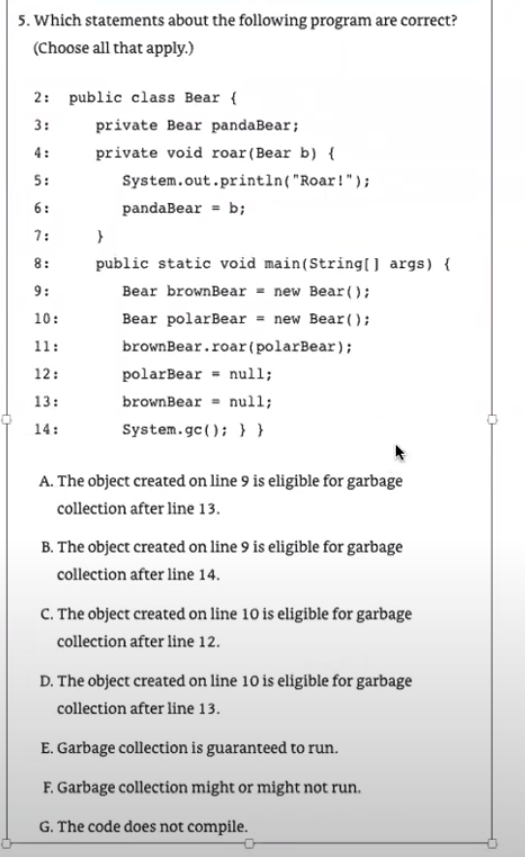 5. Which statements about the following program are correct?
(Choose all that apply.)
2: public class Bear {
3: private Bear pandaBear;
4: private void roar(Bear b) {
5: System.out.println("Roar!");
6: pandaBear = b;
7: }
8: public static void main(String[] args) {
9: Bear brownBear = new Bear();
10: Bear polarBear = new Bear();
11: brownBear.roar(polarBear);
12: polarBear = null;
13: brownBear = null;
14: System.gc(); } }
A. The object created on line 9 is eligible for garbage
collection after line 13.
B. The object created on line 9 is eligible for garbage
collection after line 14.
C. The object created on line 10 is eligible for garbage
collection after line 12.
D. The object created on line 10 is eligible for garbage
collection after line 13.
E. Garbage collection is guaranteed to run.
F. Garbage collection might or might not run.
G. The code does not compile.